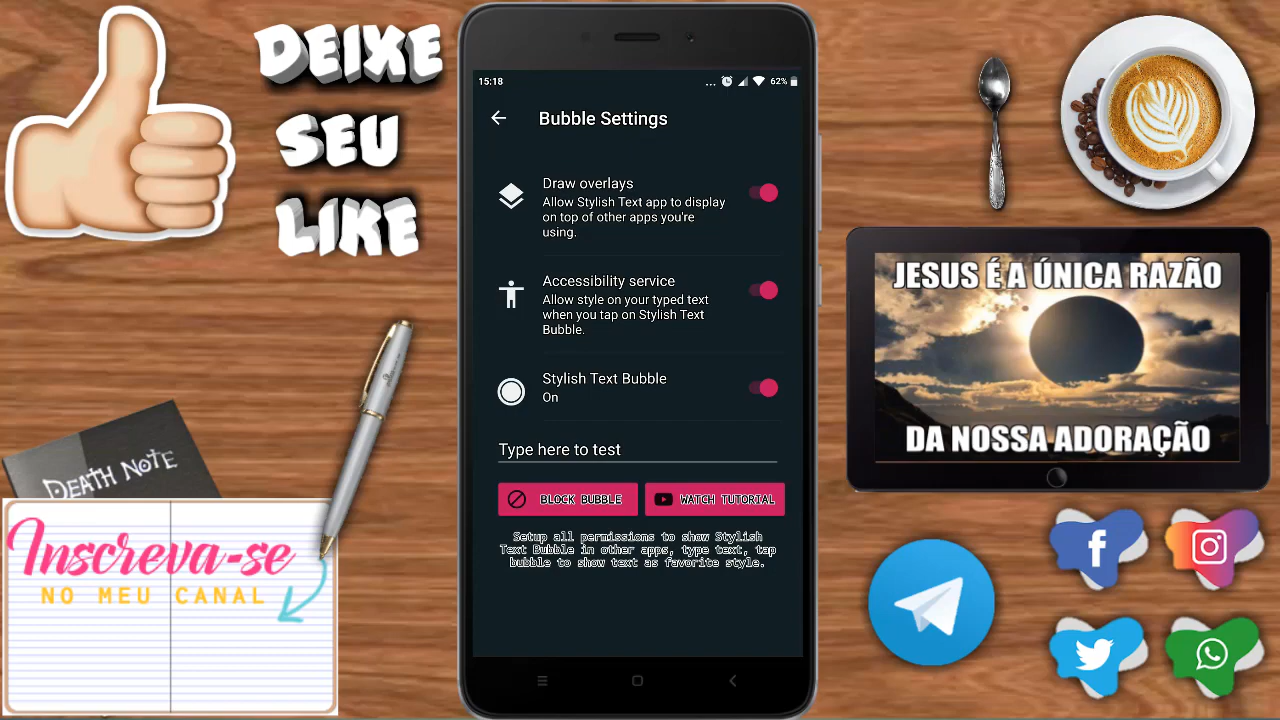 DEIXE
SEU
LIKE
15:18
62%
Bubble Settings
Draw overlays
Allow Stylish Text app to display
on top of other apps you're
using.
Accessibility service
Allow style on your typed text
when you tap on Stylish Text
Bubble.
Stylish Text Bubble
On
Type here to test
BLOCK BUBBLE
WATCH TUTORIAL
Setup all permissions to show Stylish
Text Bubble in other apps, type text, tap
bubble to show text as favorite style.
JESUS É A ÚNICA RAZÃO
DA NOSSA ADORAÇÃO
DEATH NOTE
Inscreva-se
NO MEU CANAL